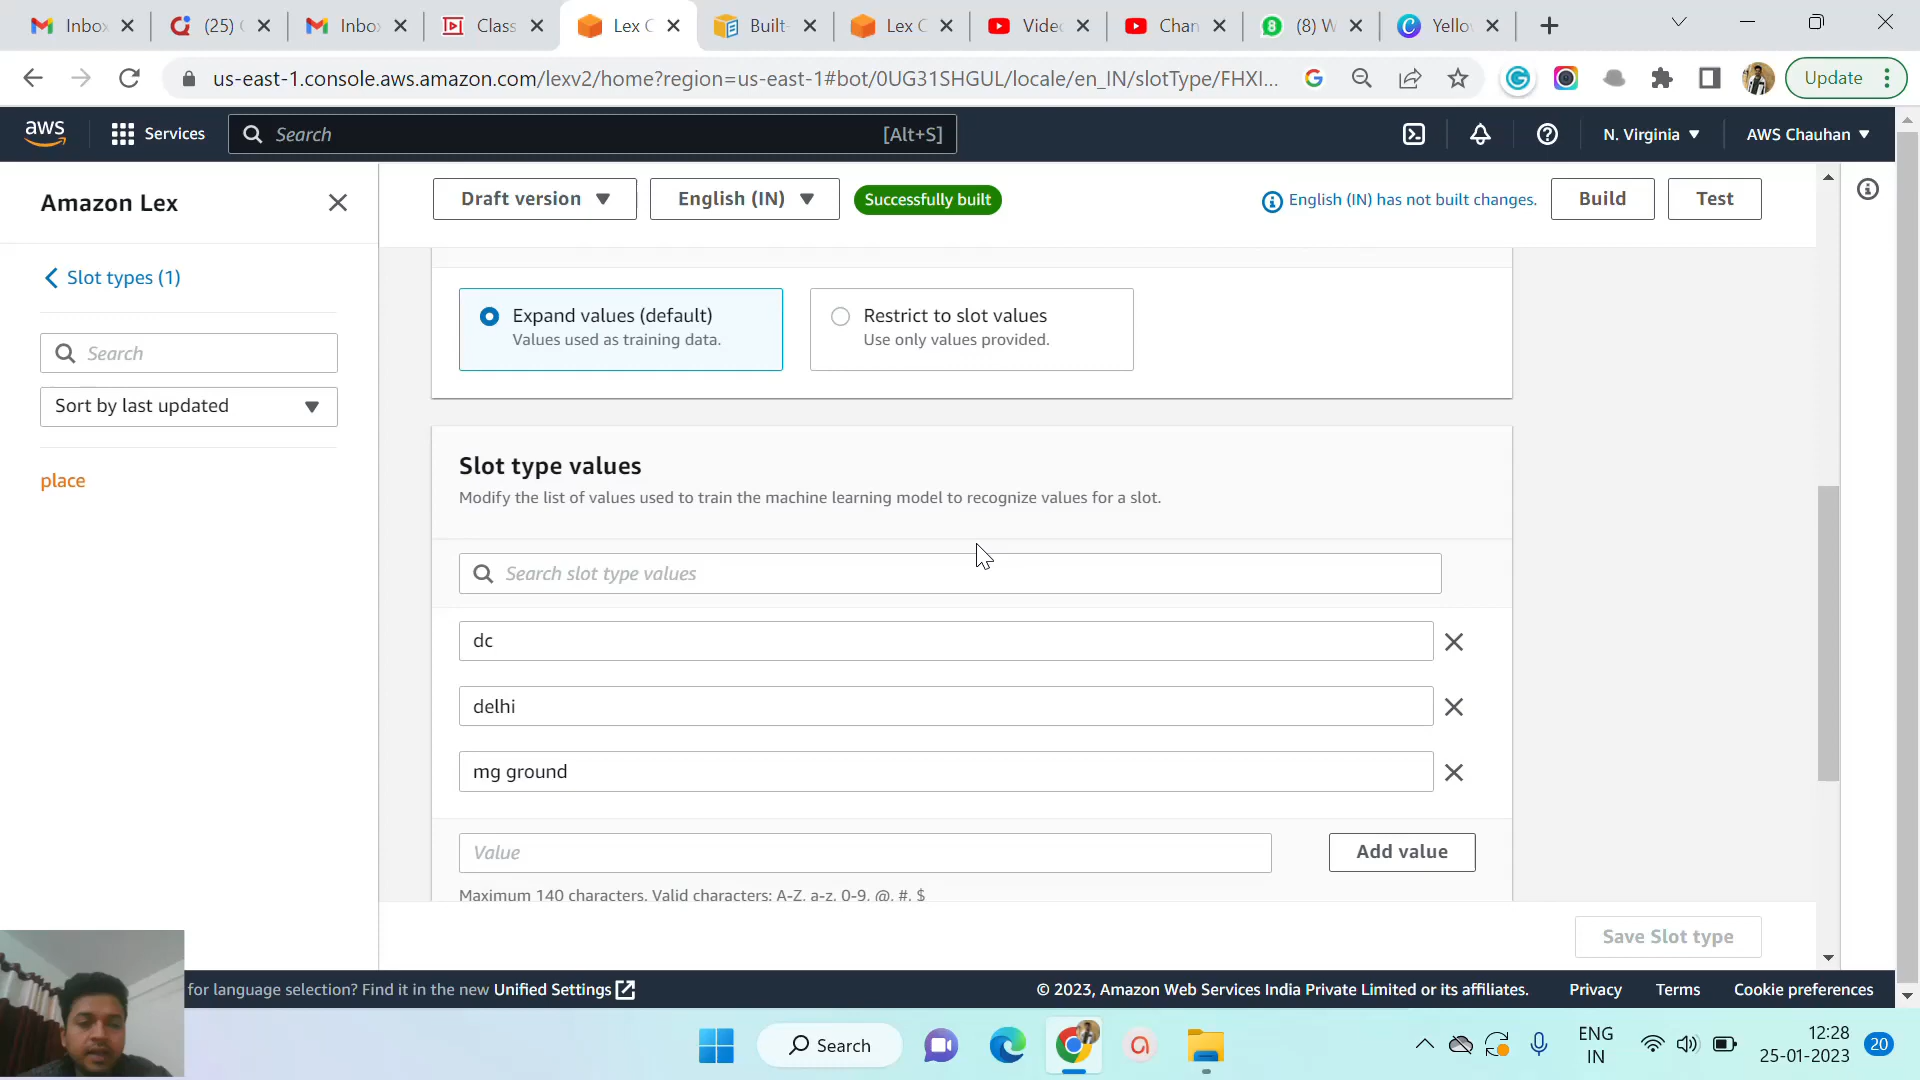 Inbo
(25)
Inbo
Class
Lex C
Built-
Lex C
Vide
Chan
(8) W
Yello
us-east-1.console.aws.amazon.com/lexv2/home?region=us-east-1#bot/0UG31SHGUL/locale/en_IN/slotType/FHXI...
Update
aws
Services
Search
[Alt+S]
N. Virginia
AWS Chauhan
Amazon Lex
Draft version
English (IN)
Successfully built
English (IN) has not built changes.
Build
Test
Slot types (1)
Search
Sort by last updated
place
Expand values (default)
Values used as training data.
Restrict to slot values
Use only values provided.
Slot type values
Modify the list of values used to train the machine learning model to recognize values for a slot.
Search slot type values
dc
delhi
mg ground
Value
Add value
Maximum 140 characters. Valid characters: A-Z, a-z, 0-9, @, #, $
Save Slot type
for language selection? Find it in the new Unified Settings
© 2023, Amazon Web Services India Private Limited or its affiliates.
Privacy
Terms
Cookie preferences
Search
ENG
IN
12:28
25-01-2023
20